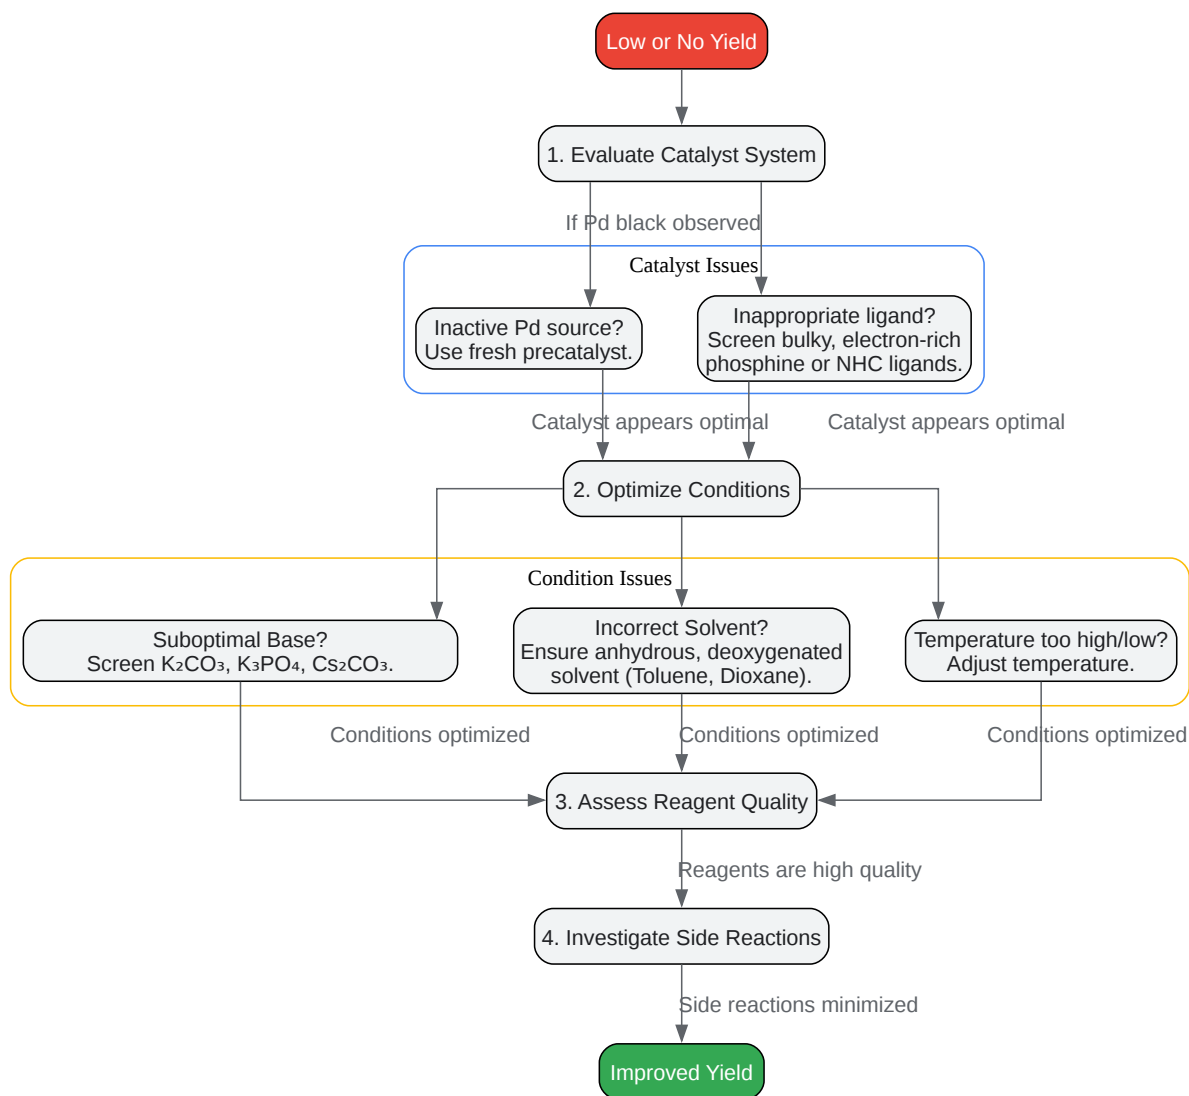 Low or No Yield
1. Evaluate Catalyst System
If Pd black observed
Catalyst Issues
Inactive Pd source?
Use fresh precatalyst.
Inappropriate ligand?
Screen bulky, electron-rich
phosphine or NHC ligands.
Catalyst appears optimal
Catalyst appears optimal
2. Optimize Conditions
Condition Issues
Suboptimal Base?
Screen K₂CO₃, K₃PO₄, Cs₂CO₃.
Incorrect Solvent?
Ensure anhydrous, deoxygenated
solvent (Toluene, Dioxane).
Temperature too high/low?
Adjust temperature.
Conditions optimized
Conditions optimized
Conditions optimized
3. Assess Reagent Quality
Reagents are high quality
4. Investigate Side Reactions
Side reactions minimized
Improved Yield